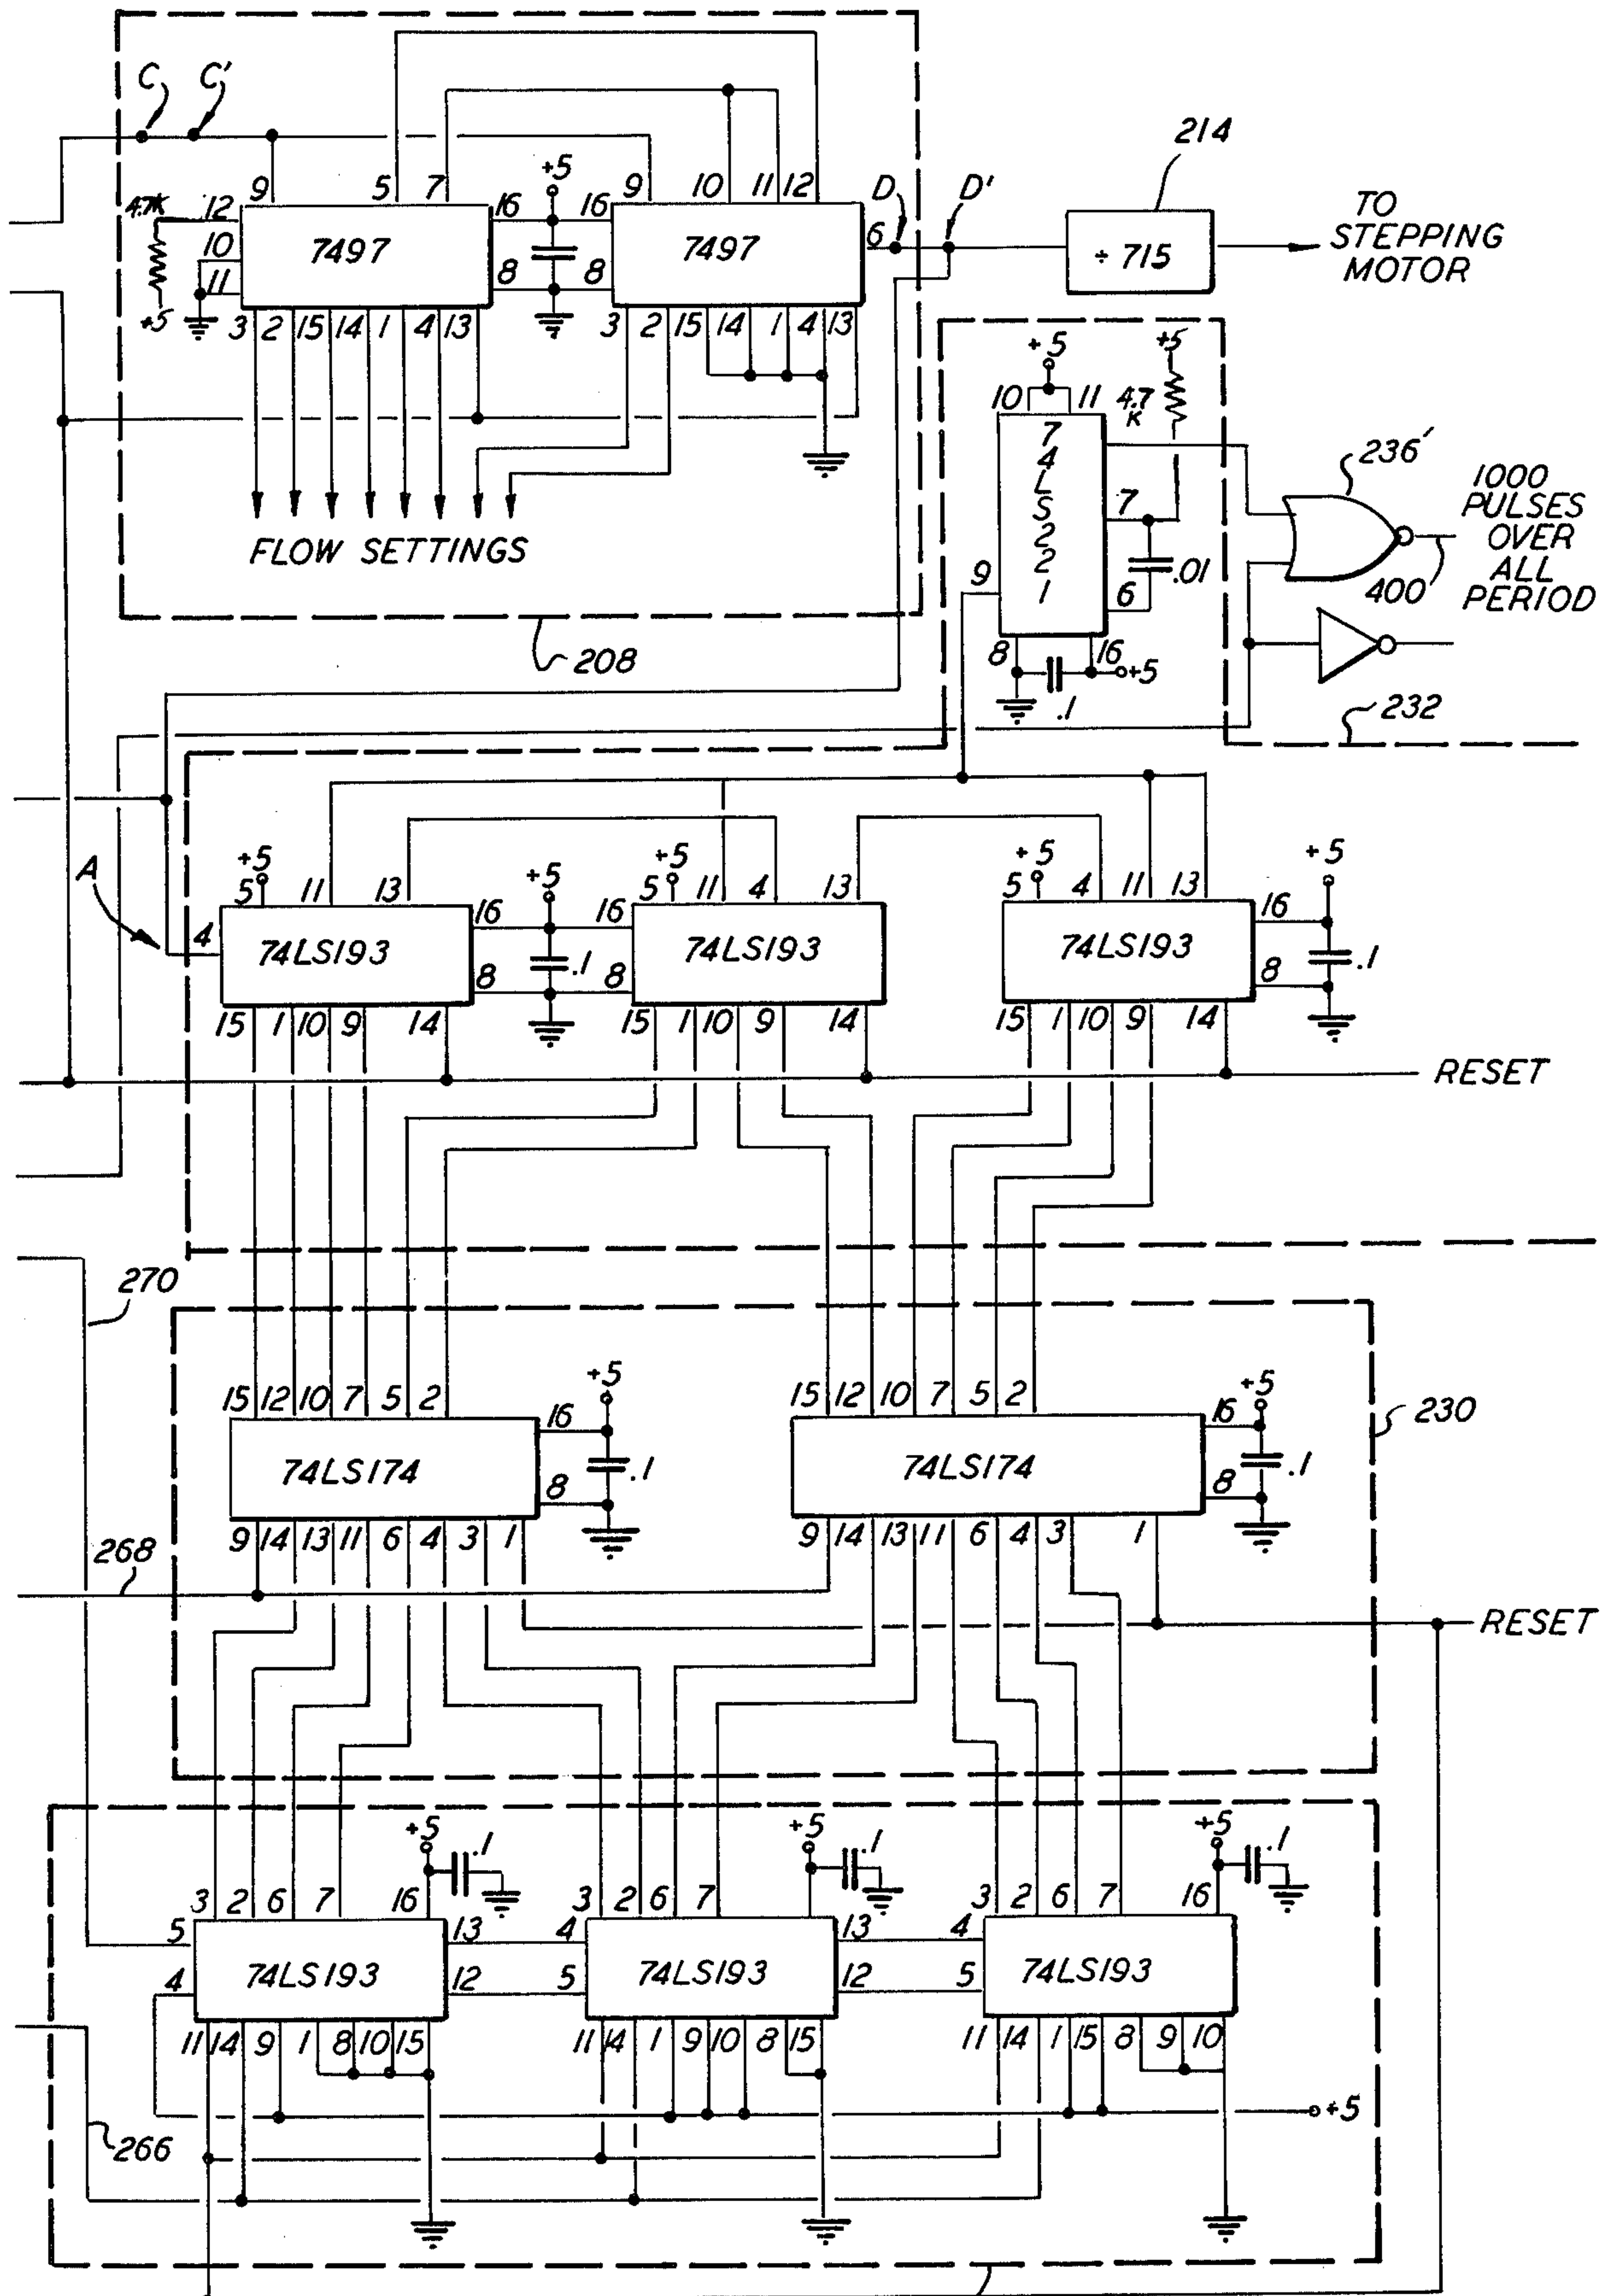 C C'
214
+5
9 5 7 16 16 9 10 11 12 D D'
4.7K 12
10
11
+5
7497
8 8
7497
6
÷ 715
TO
STEPPING
MOTOR
3 2 15 14 1 4 13
3 2 15 14 1 4 13
FLOW SETTINGS
208
+5
+5
10 11
4.7
K
7
4
L
S
2
2
1
7
9
6
.01
8
16
+5
.1
236'
1000
PULSES
OVER
ALL
PERIOD
400
232
A
+5
5 11 13
+5
+5
5 11 4 13
+5
5 4 11 13
+5
4
74LS193
16 16
8 8
.1
74LS193
74LS193
16
8
.1
15 1 10 9 14
15 1 10 9 14
15 1 10 9 14
RESET
270
15 12 10 7 5 2
+5
16
15 12 10 7 5 2
+5
16
230
74LS174
8
.1
74LS174
8
.1
9 14 13 11 6 4 3 1
9 14 13 11 6 4 3 1
268
RESET
+5
.1
+5
.1
+5
.1
3 2 6 7 16
3 2 6 7
3 2 6 7 16
5
4
74LS193
13 4
12 5
74LS193
13 4
12 5
74LS193
11 14 9 1 8 10 15
11 14 1 9 10 8 15
11 14 1 15 8 9 10
+5
266